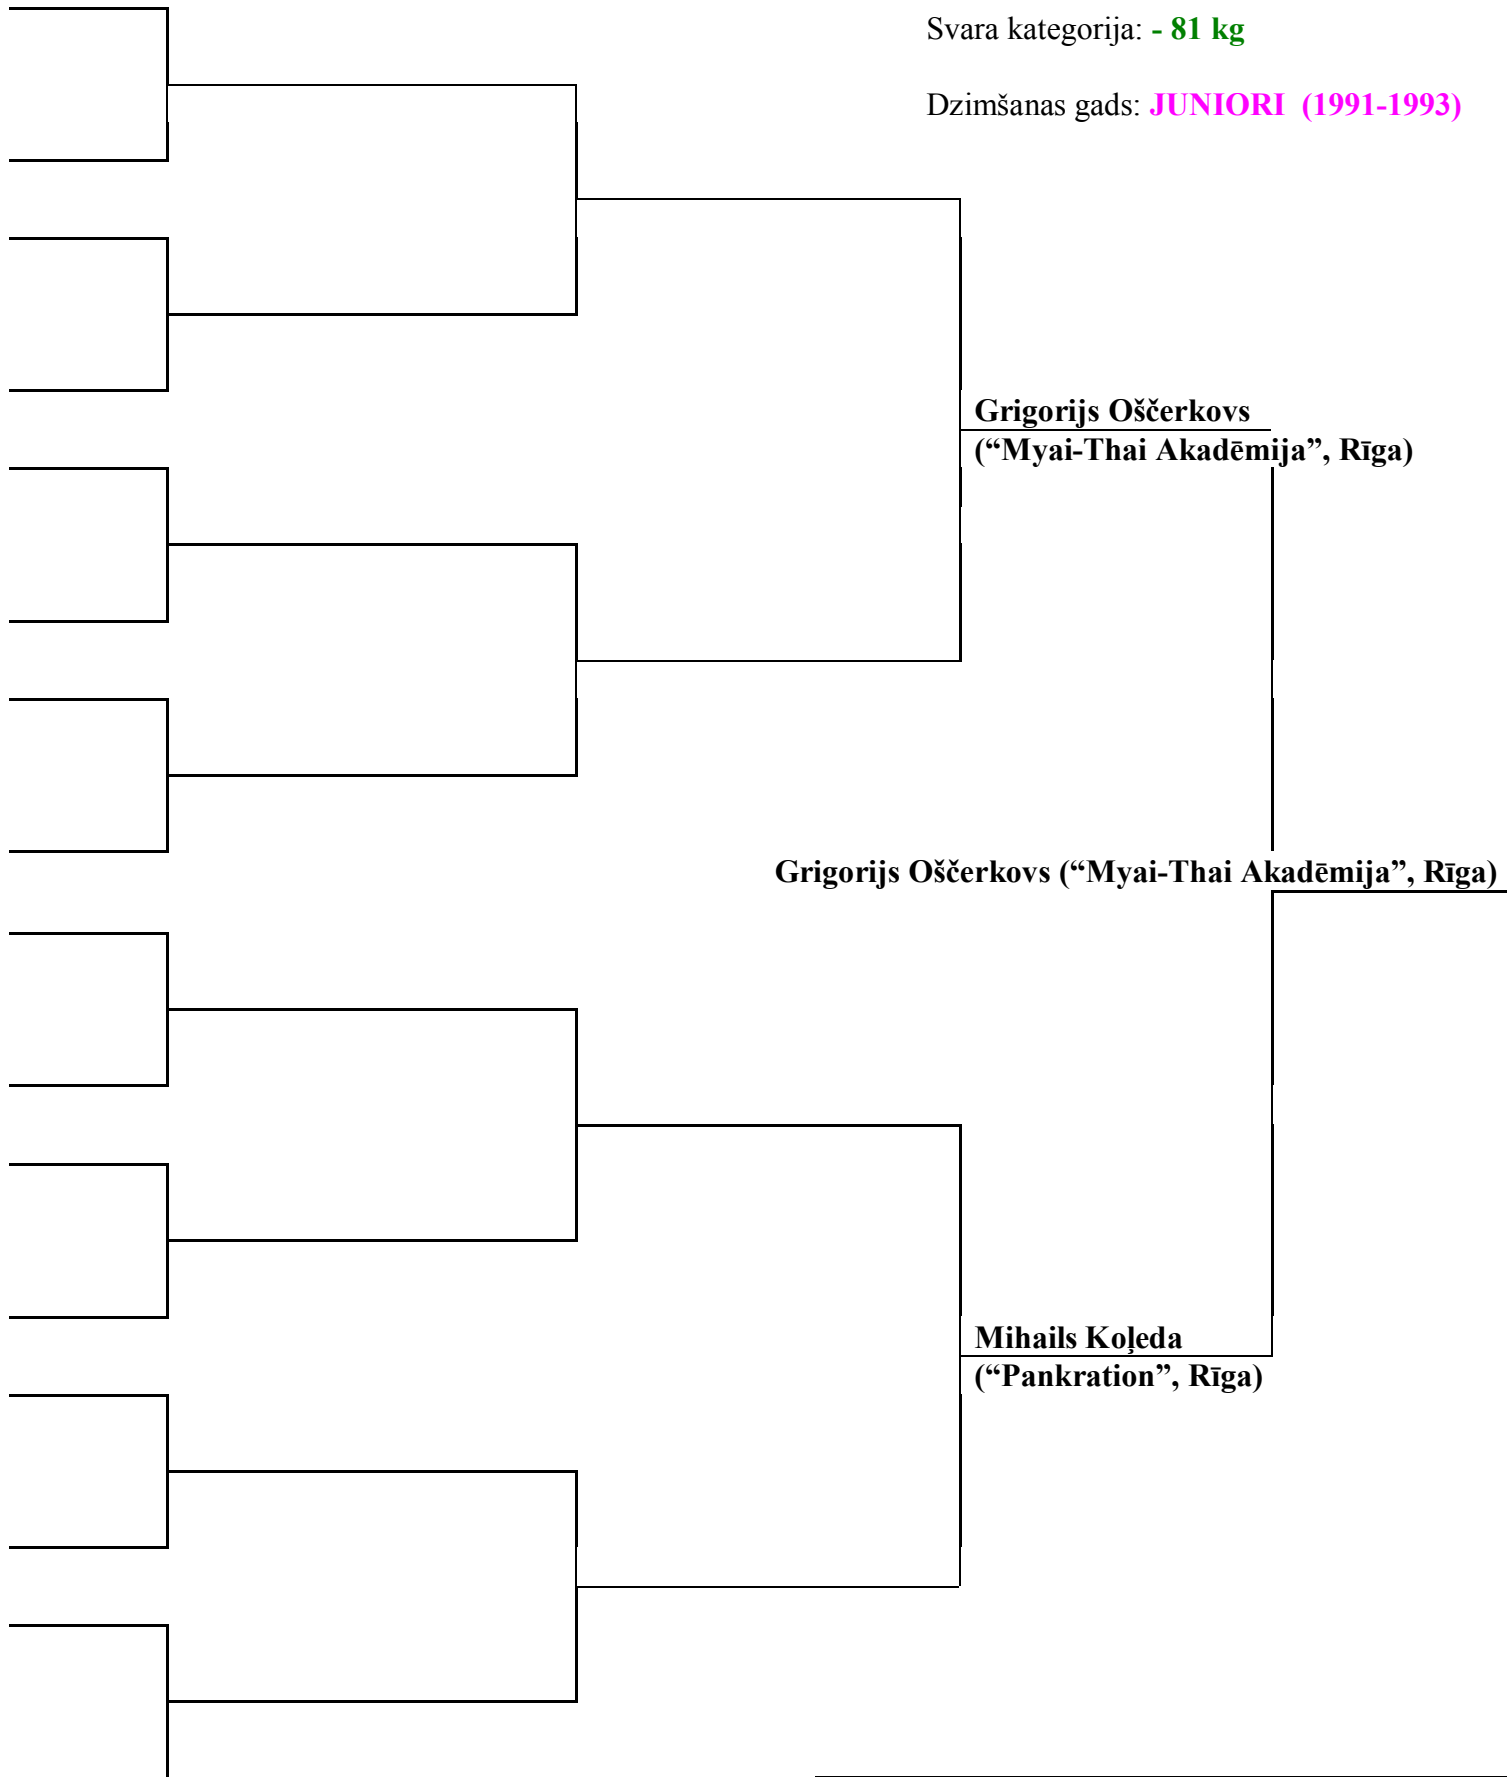 Svara kategorija: - 81 kg
Dzimšanas gads: JUNIORI (1991-1993)
Grigorijs Oščerkovs
(“Myai-Thai Akadēmija”, Rīga)
Grigorijs Oščerkovs (“Myai-Thai Akadēmija”, Rīga)
Mihails Koļeda
(“Pankration”, Rīga)